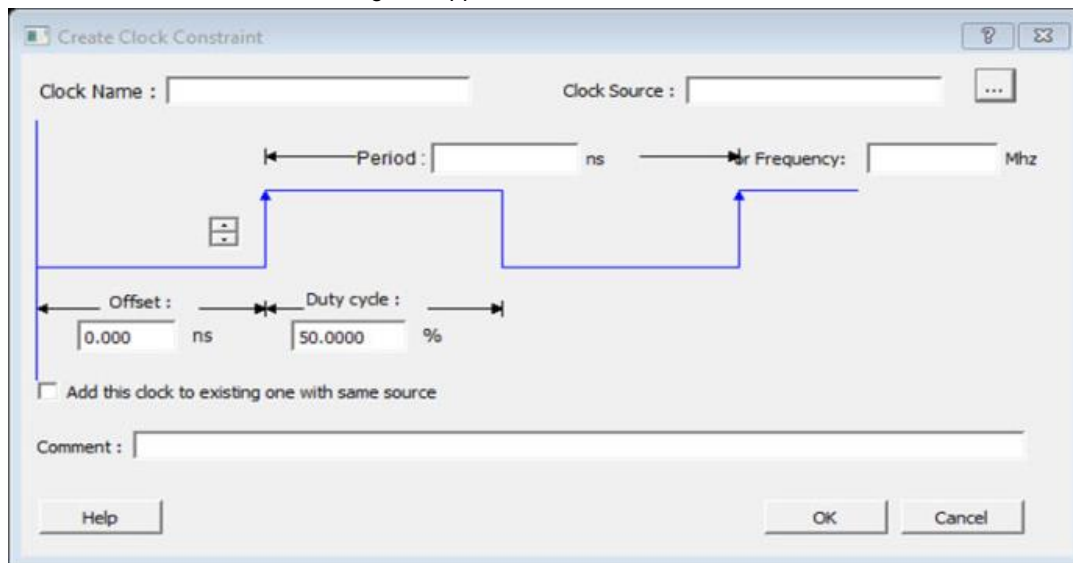 Create Clock Constraint
Clock Name : Clock Source : ...
Period : ns or Frequency: Mhz
Offset : Duty cycle :
0.000 ns 50.0000 %
Add this clock to existing one with same source
Comment :
Help OK Cancel